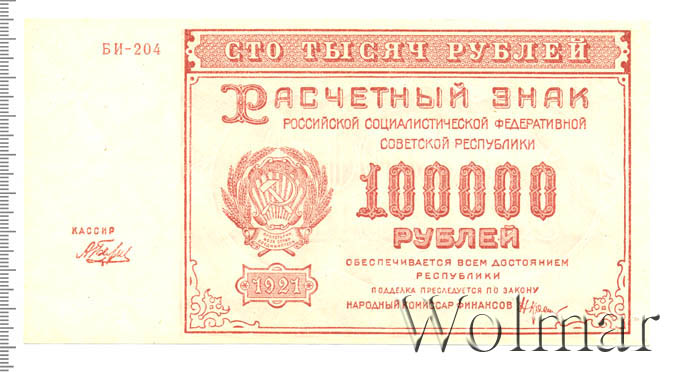 БИ-204
СТО ТЫСЯЧ РУБЛЕЙ
РАСЧЕТНЫЙ ЗНАК
РОССИЙСКОЙ СОЦИАЛИСТИЧЕСКОЙ ФЕДЕРАТИВНОЙ
СОВЕТСКОЙ РЕСПУБЛИКИ
100000
РУБЛЕЙ
ОБЕСПЕЧИВАЕТСЯ ВСЕМ ДОСТОЯНИЕМ
РЕСПУБЛИКИ
ПОДДЕЛКА ПРЕСЛЕДУЕТСЯ ПО ЗАКОНУ
НАРОДНЫЙ КОМИССАР ФИНАНСОВ
КАССИР
1921
Wolmar